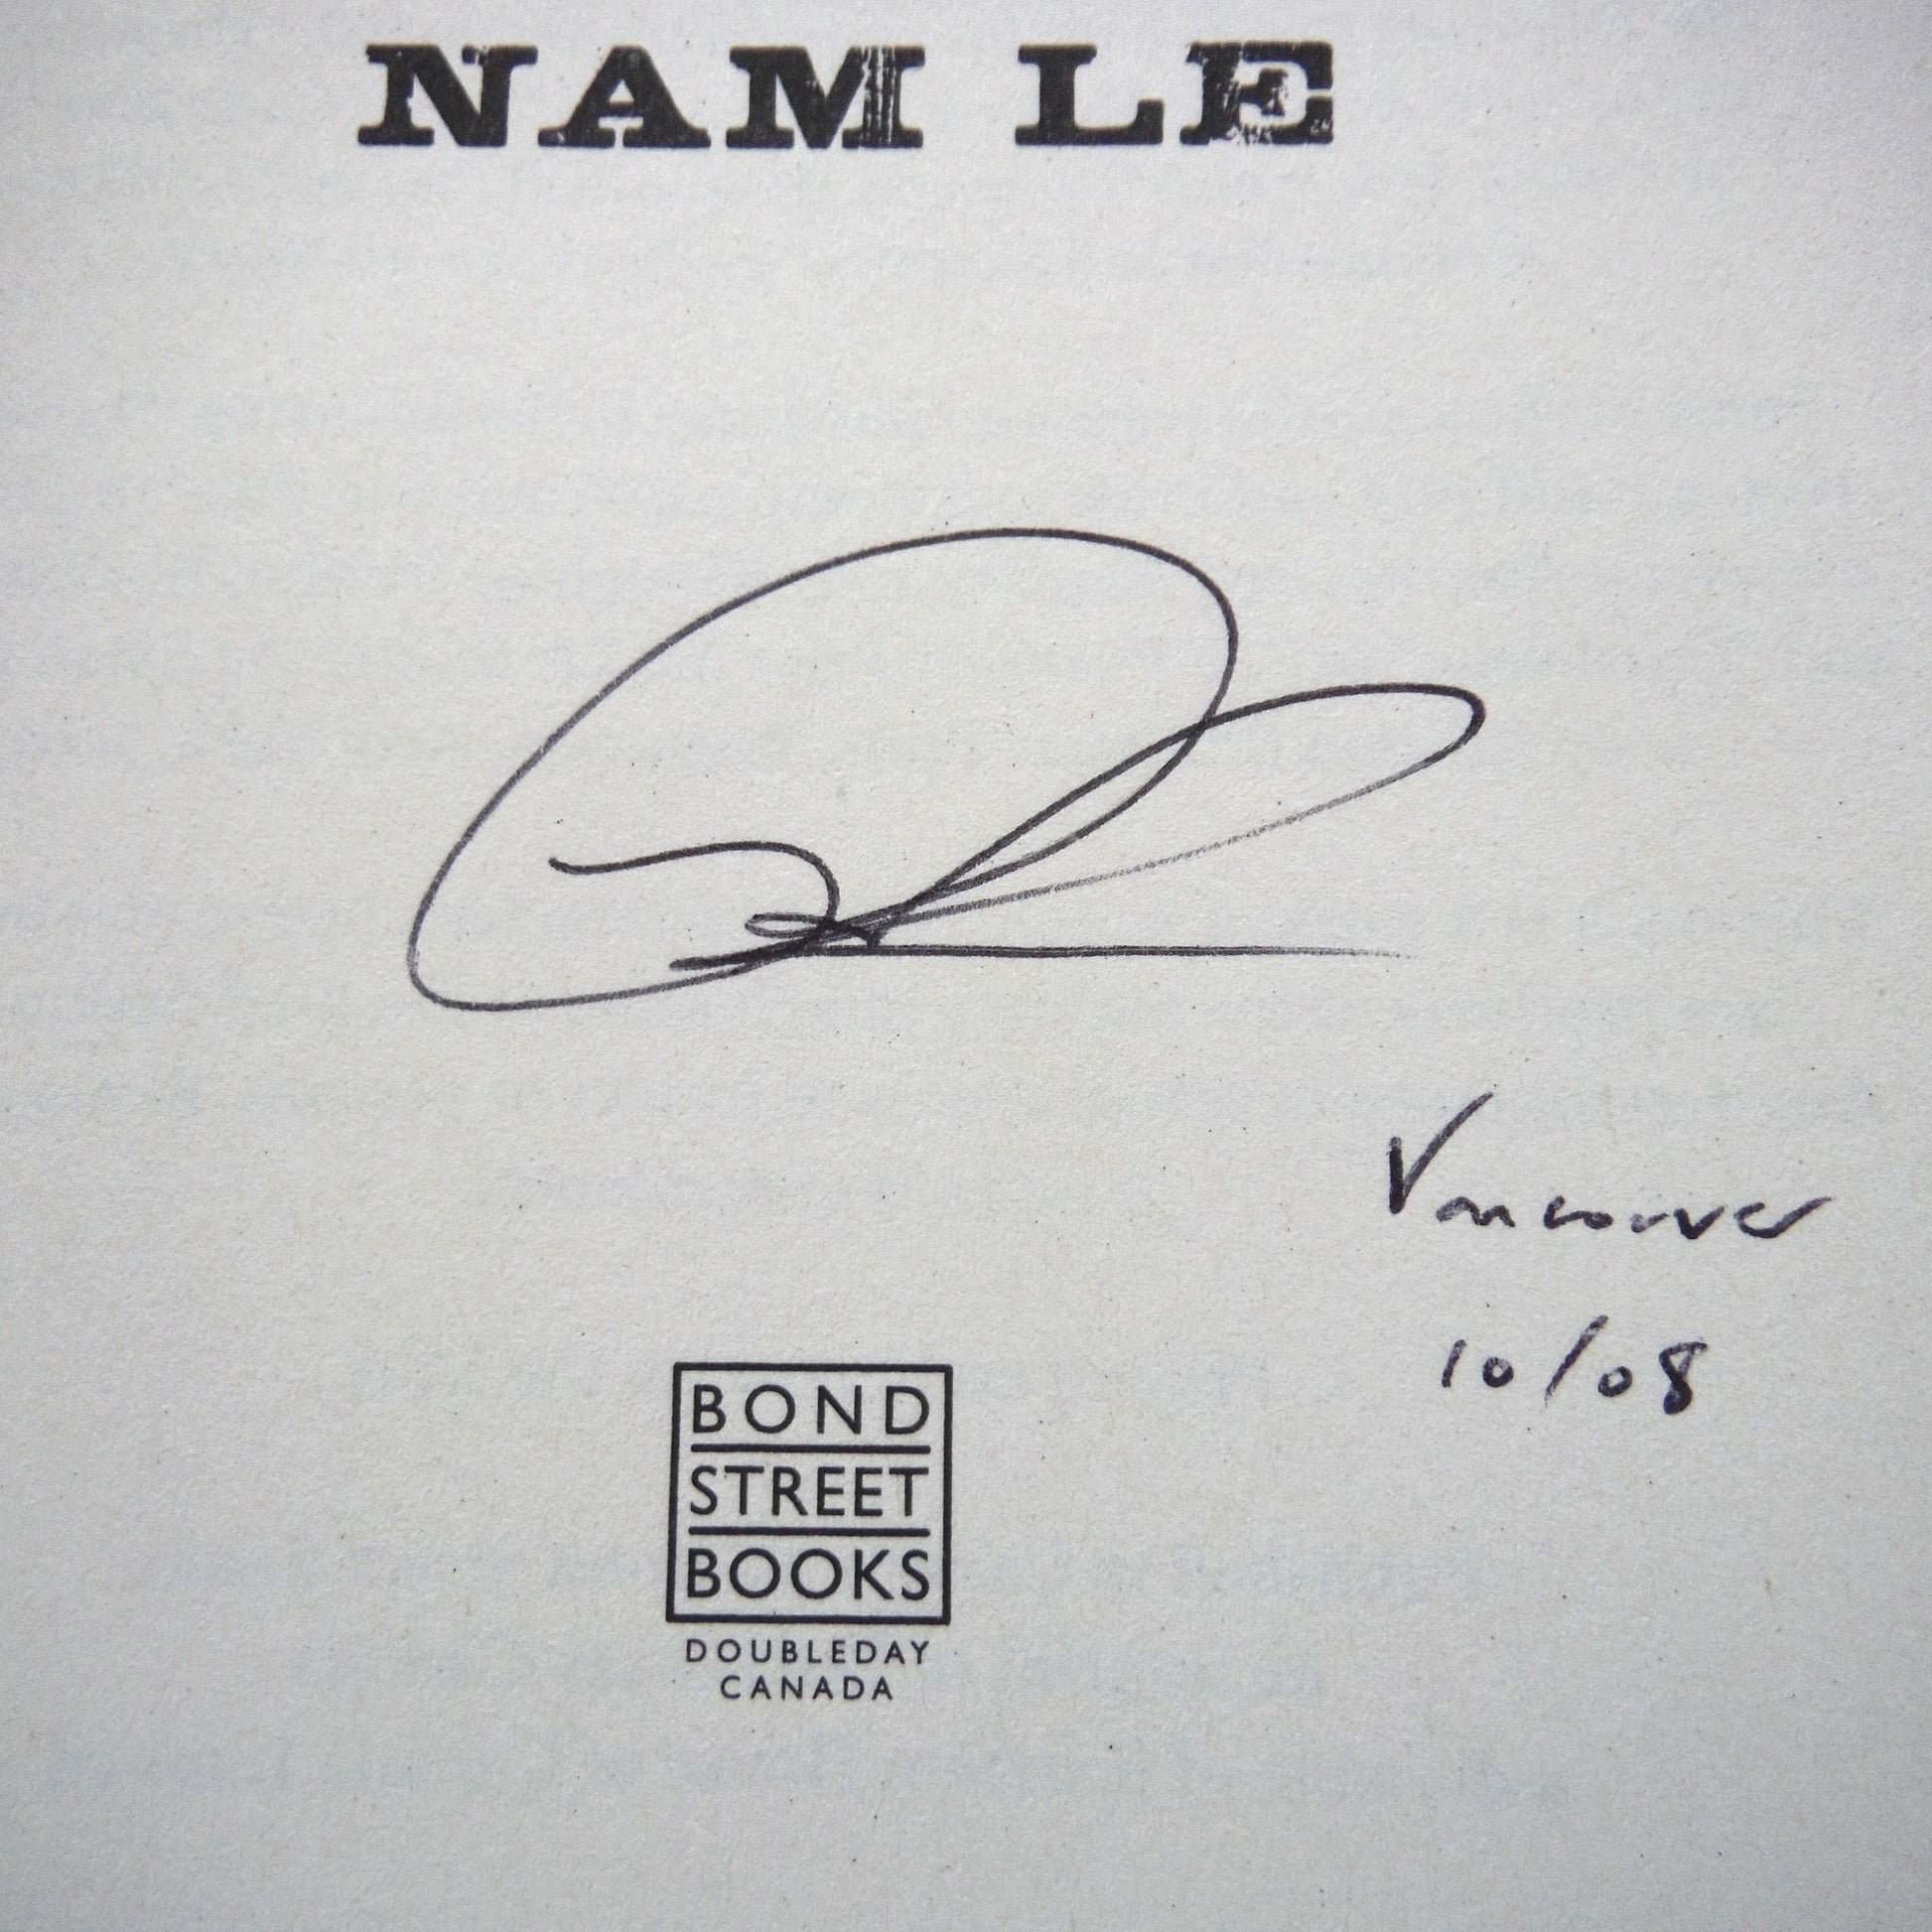 NAM LE
Vancouver
10/08
BOND
STREET
BOOKS
DOUBLEDAY
CANADA